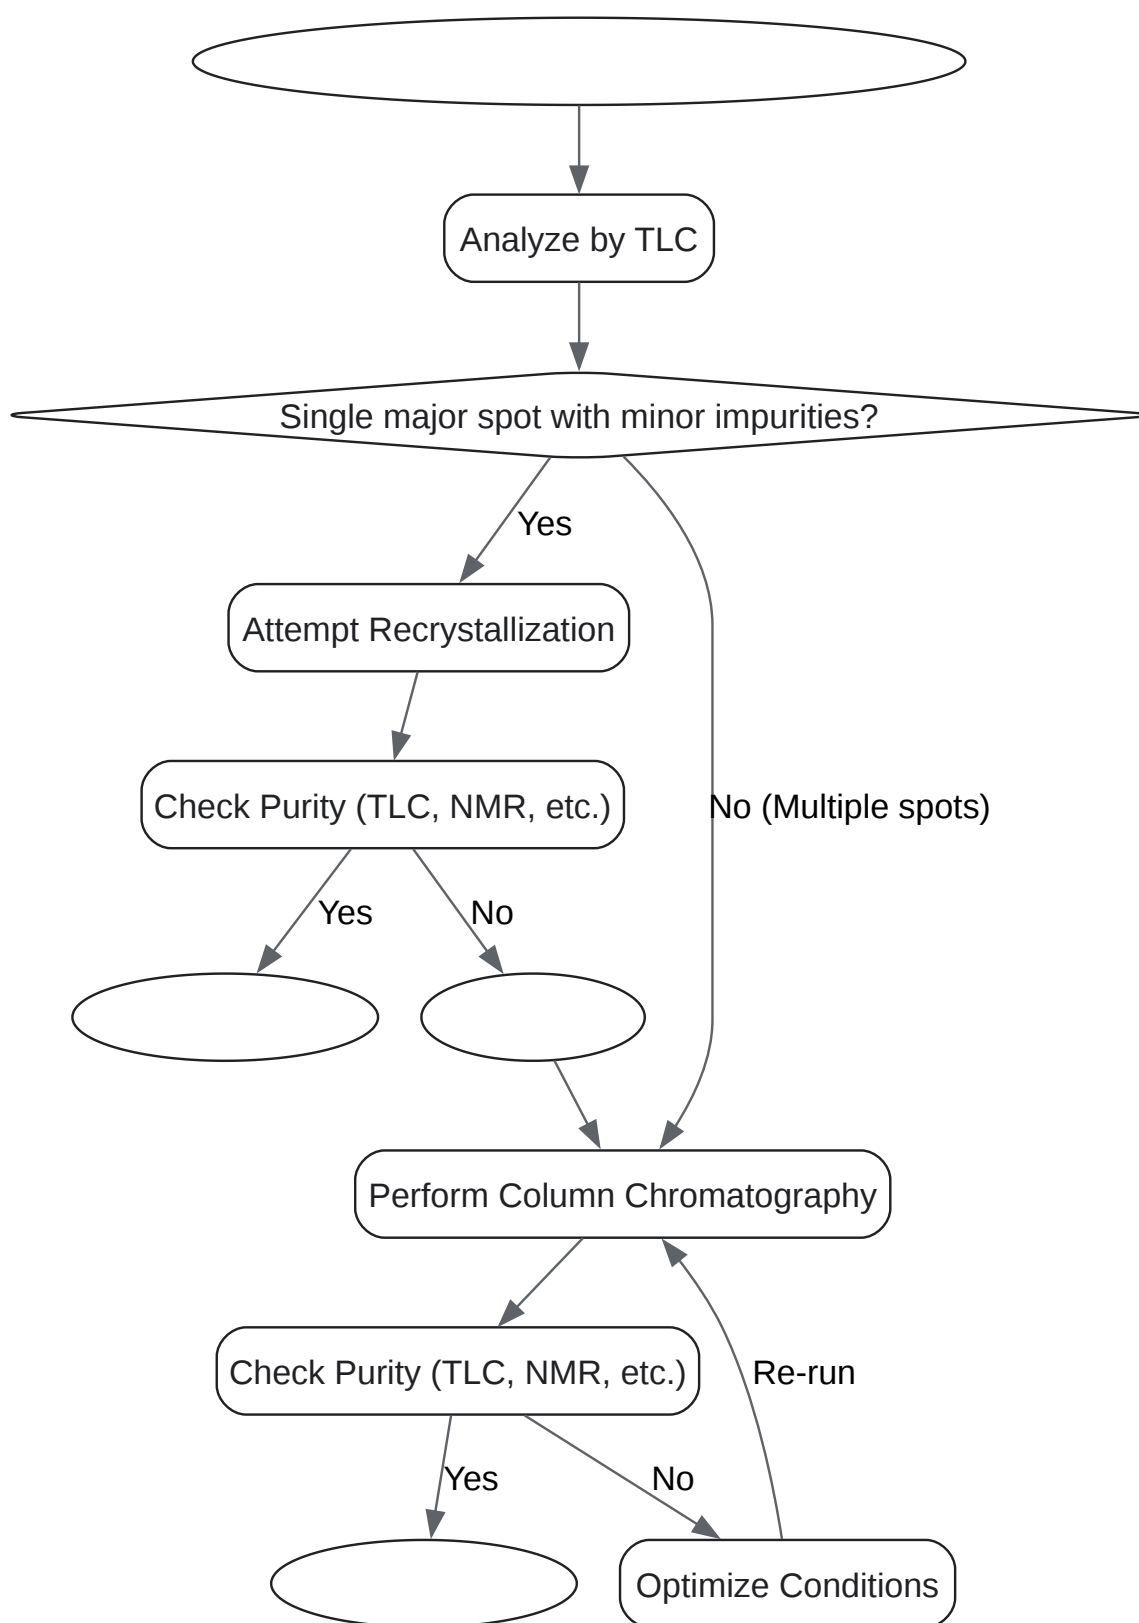 Analyze by TLC
Single major spot with minor impurities?
Yes
Attempt Recrystallization
Check Purity (TLC, NMR, etc.)
No (Multiple spots)
Yes
No
Perform Column Chromatography
Check Purity (TLC, NMR, etc.)
Re-run
Yes
No
Optimize Conditions